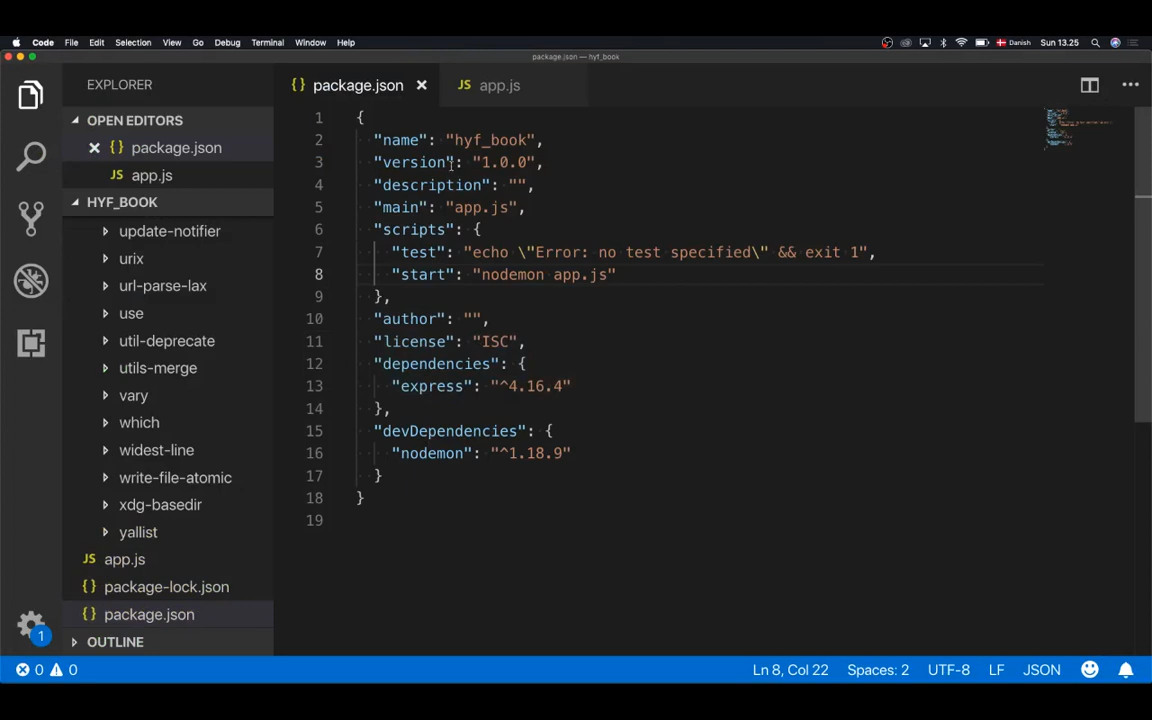 Code File Edit Selection View Go Debug Terminal Window Help Danish Sun 13.25
package.json — hyf_book
EXPLORER
OPEN EDITORS
{} package.json
JS app.js
HYF_BOOK
update-notifier
urix
url-parse-lax
use
util-deprecate
utils-merge
vary
which
widest-line
write-file-atomic
xdg-basedir
yallist
JS app.js
{} package-lock.json
{} package.json
OUTLINE
1
{} package.json
JS app.js
1 {
2 "name": "hyf_book",
3 "version": "1.0.0",
4 "description": "",
5 "main": "app.js",
6 "scripts": {
7 "test": "echo \"Error: no test specified\" && exit 1",
8 "start": "nodemon app.js"
9 },
10 "author": "",
11 "license": "ISC",
12 "dependencies": {
13 "express": "^4.16.4"
14 },
15 "devDependencies": {
16 "nodemon": "^1.18.9"
17 }
18 }
19
0 0 Ln 8, Col 22 Spaces: 2 UTF-8 LF JSON